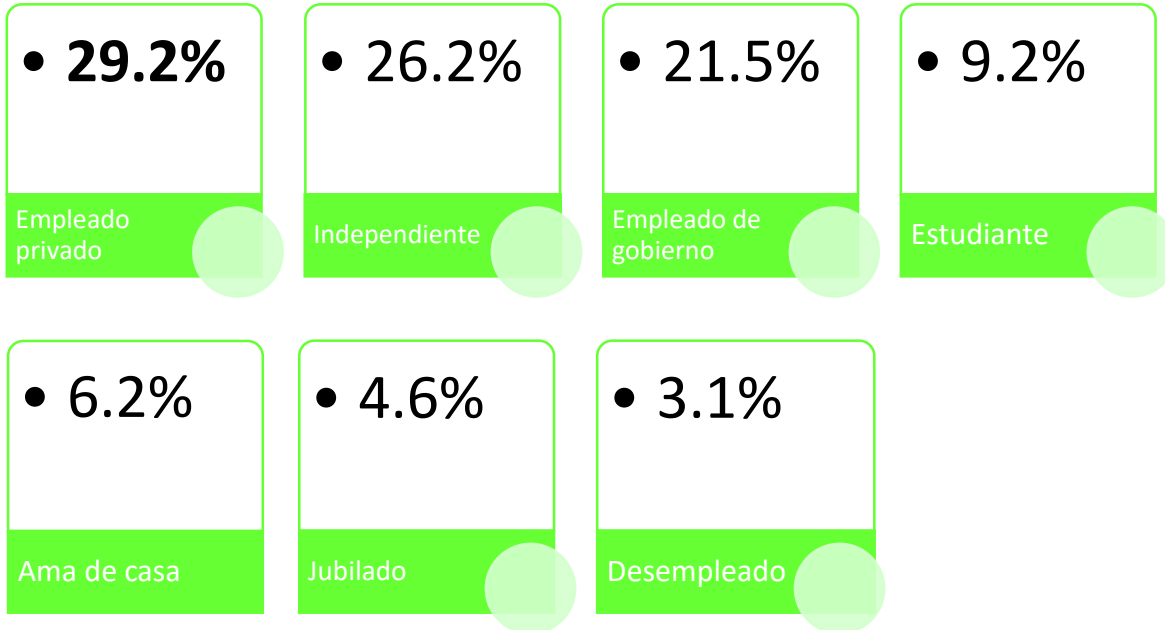 • 29.2%
Empleado
privado
• 26.2%
Independiente
• 21.5%
Empleado de
gobierno
• 9.2%
Estudiante
• 6.2%
Ama de casa
• 4.6%
Jubilado
• 3.1%
Desempleado